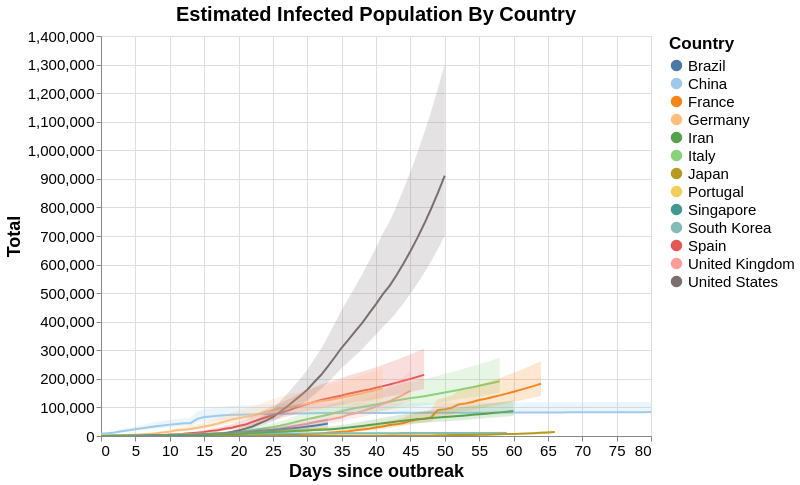 Estimated Infected Population By Country
Total
1,400,000
1,300,000
1,200,000
1,100,000
1,000,000
900,000
800,000
700,000
600,000
500,000
400,000
300,000
200,000
100,000
0
0 5 10 15 20 25 30 35 40 45 50 55 60 65 70 75 80
Days since outbreak
Country
Brazil
China
France
Germany
Iran
Italy
Japan
Portugal
Singapore
South Korea
Spain
United Kingdom
United States